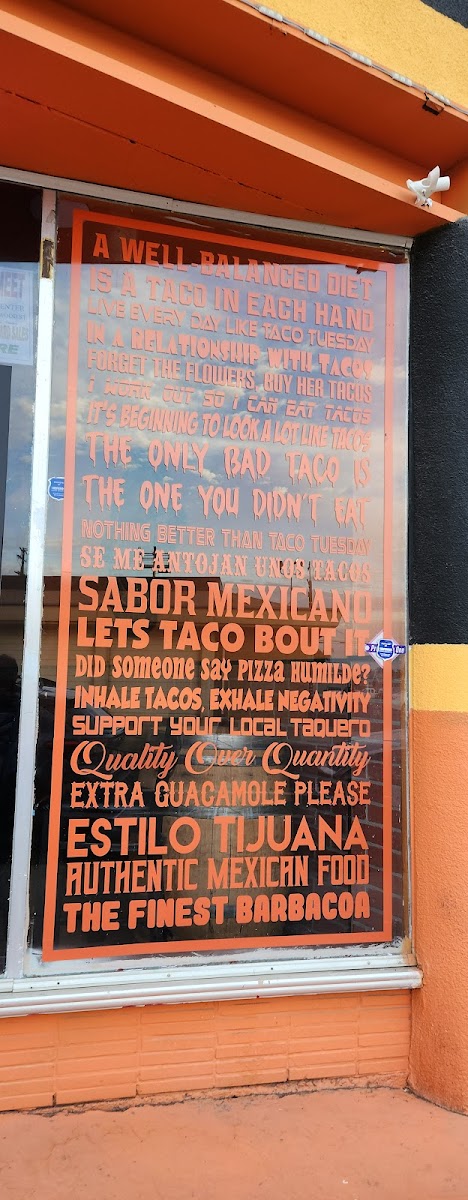 A WELL-BALANCED DIET
IS A TACO IN EACH HAND
LIVE EVERY DAY LIKE TACO TUESDAY
IN A RELATIONSHIP WITH TACOS
FORGET THE FLOWERS, BUY HER TACOS
I WORK OUT SO I CAN EAT TACOS
IT'S BEGINNING TO LOOK A LOT LIKE TACOS
THE ONLY BAD TACO IS
THE ONE YOU DIDN'T EAT
NOTHING BETTER THAN TACO TUESDAY
SE ME ANTOJAN UNOS TACOS
SABOR MEXICANO
LETS TACO BOUT IT
DID SOMEONE SAY PIZZA HUMILDE?
INHALE TACOS, EXHALE NEGATIVITY
SUPPORT YOUR LOCAL TAQUERO
Quality Over Quantity
EXTRA GUACAMOLE PLEASE
ESTILO TIJUANA
AUTHENTIC MEXICAN FOOD
THE FINEST BARBACOA